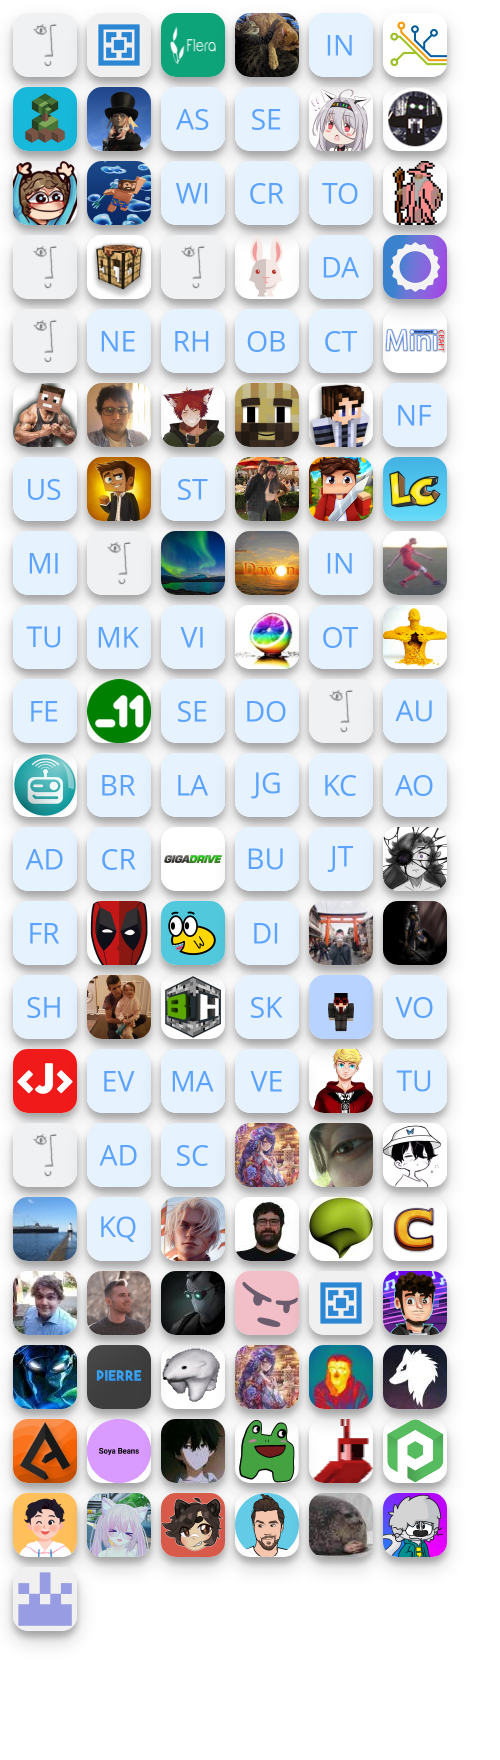 Flera
IN
AS
SE
WI
CR
TO
DA
NE
RH
OB
CT
Mini
NF
US
ST
LC
MI
Dawon
IN
TU
MK
VI
OT
FE
_11
SE
DO
AU
BR
LA
JG
KC
AO
AD
CR
GIGADRIVE
BU
JT
FR
DI
SH
BH
SK
VO
<J>
EV
MA
VE
TU
AD
SC
KQ
C
PIERRE
Soya Beans